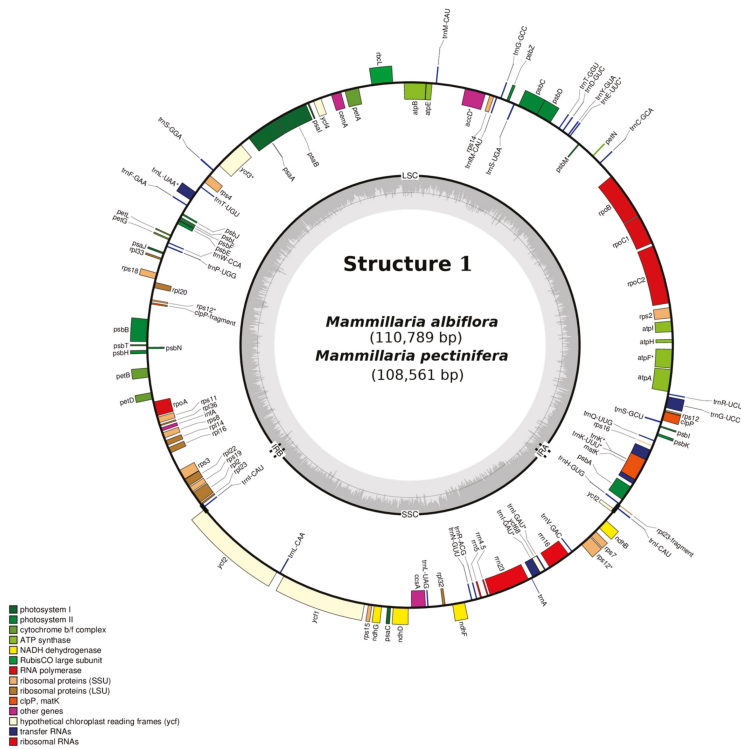 Structure 1
Mammillaria albiflora
(110,789 bp)
Mammillaria pectinifera
(108,561 bp)
LSC
IRA
SSC
IRB
trnM-CAU
trnG-GCC
psbZ
psbC
psbD
trnT-GGU
trnD-GUC
trnY-GUA
trnE-UUC*
petN
trnC-GCA
psbM
rpoB
rpoC1
rpoC2
rps2
atpI
atpH
atpF*
atpA
trnR-UCU
trnG-UCC
rps12
clpP
trnS-GCU
psbI
psbK
trnQ-UUG
rps16
trnK*
trnK-UUU*
matK
psbA
trnH-GUG
ycf2
rpl23-fragment
trnI-CAU
ndhB
rps7
rps12*
trnV-GAC
rrn16
trnI-GAU*
ycf68
trnI-GAU*
trnA
rrn23
rrn4.5
rrn5
trnR-ACG
trnN-GUU
ndhF
rpl32
trnL-UAG
ccsA
ndhD
psaC
ndhG
rps15
ycf1
trnL-CAA
ycf2
trnI-CAU
rpl23
rpl2
rps19
rpl22
rps3
rpl16
rpl14
rps8
infA
rpl36
rps11
rpoA
petD
petB
psbH
psbN
psbT
psbB
clpP-fragment
rps12*
rpl20
rps18
rpl33
psaJ
trnP-UGG
trnW-CCA
petG
petL
psbE
psbF
psbL
psbJ
trnF-GAA
trnL-UAA*
trnT-UGU
rps4
trnS-GGA
ycf3*
psaA
psaB
psaI
ycf4
cemA
petA
rbcL
atpB
atpE
accD*
rps14
trnfM-CAU
trnS-UGA
photosystem I
photosystem II
cytochrome b/f complex
ATP synthase
NADH dehydrogenase
RubisCO large subunit
RNA polymerase
ribosomal proteins (SSU)
ribosomal proteins (LSU)
clpP, matK
other genes
hypothetical chloroplast reading frames (ycf)
transfer RNAs
ribosomal RNAs